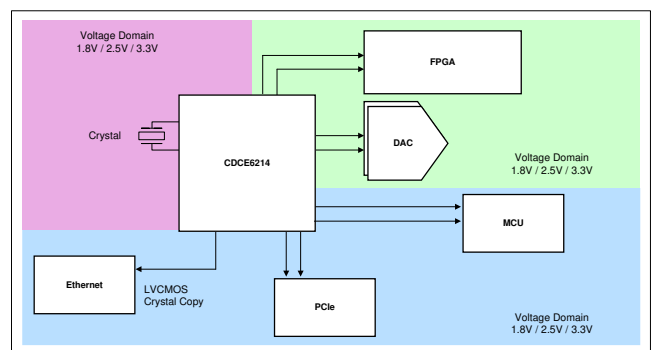 Voltage Domain
1.8V / 2.5V / 3.3V
FPGA
Crystal
CDCE6214
DAC
Voltage Domain
1.8V / 2.5V / 3.3V
MCU
Ethernet
LVCMOS
Crystal Copy
PCIe
Voltage Domain
1.8V / 2.5V / 3.3V